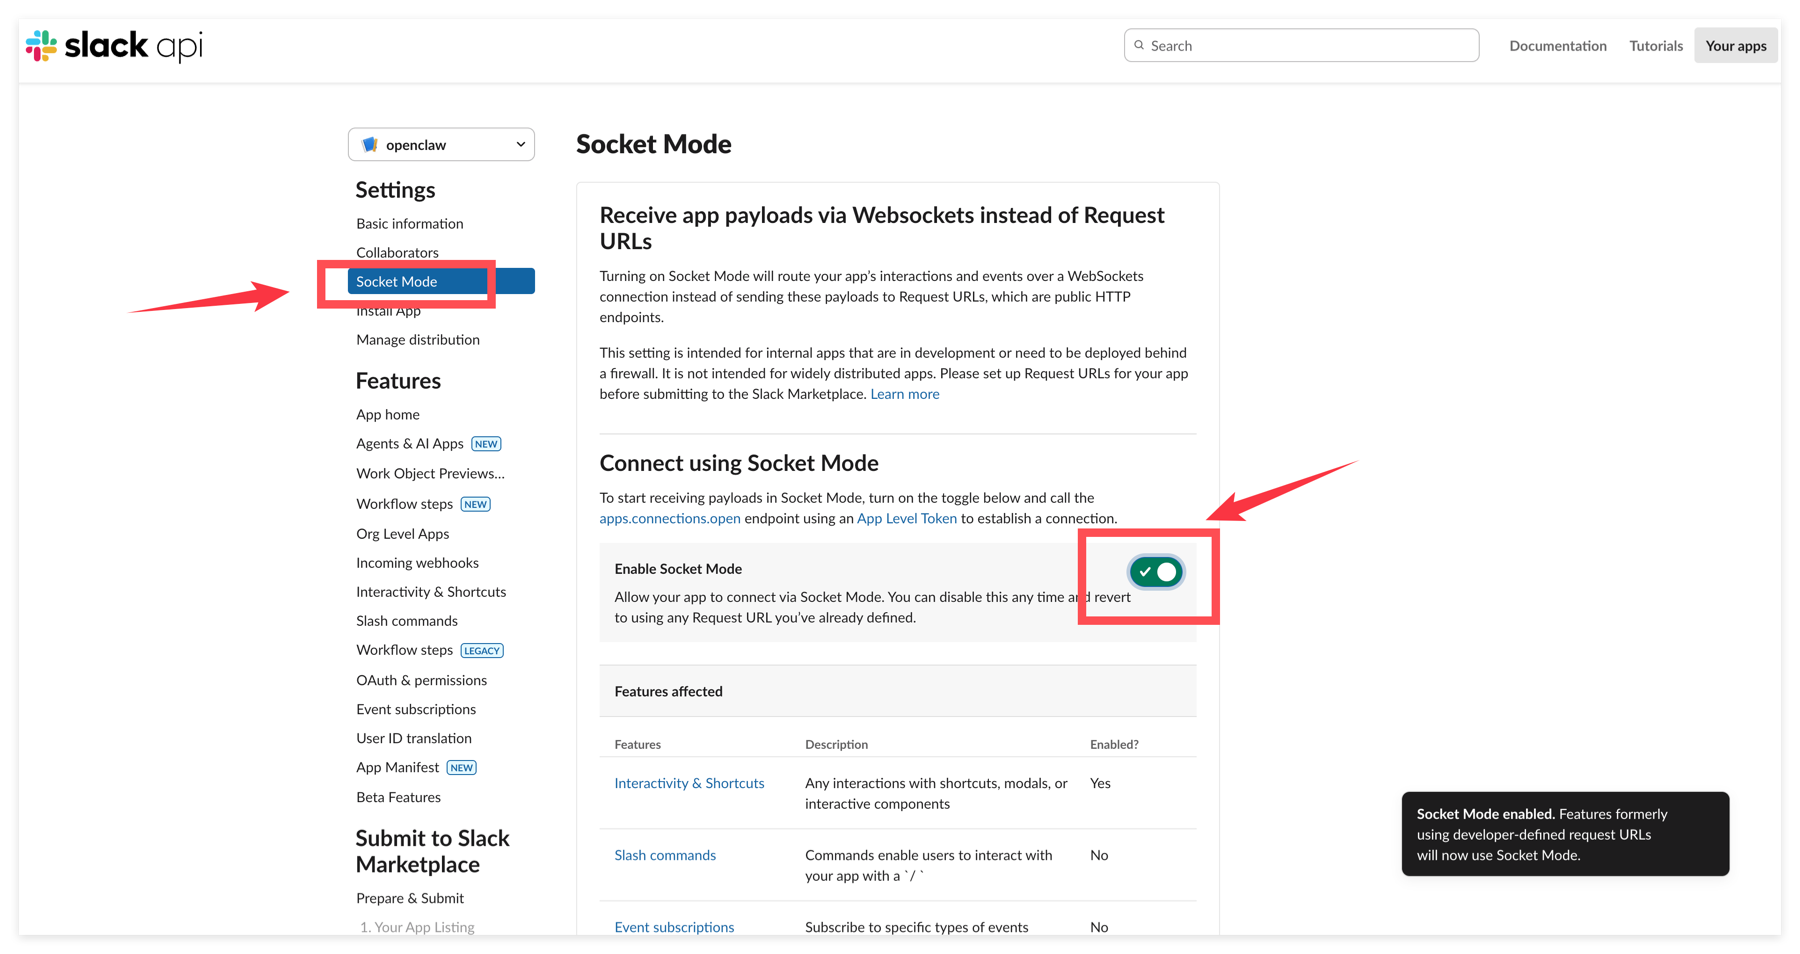 slack api
Search
Documentation
Tutorials
Your apps
openclaw
Settings
Basic information
Collaborators
Socket Mode
Install App
Manage distribution
Features
App home
Agents & AI Apps NEW
Work Object Previews...
Workflow steps NEW
Org Level Apps
Incoming webhooks
Interactivity & Shortcuts
Slash commands
Workflow steps LEGACY
OAuth & permissions
Event subscriptions
User ID translation
App Manifest NEW
Beta Features
Submit to Slack
Marketplace
Prepare & Submit
1. Your App Listing
Socket Mode
Receive app payloads via Websockets instead of Request
URLs
Turning on Socket Mode will route your app’s interactions and events over a WebSockets
connection instead of sending these payloads to Request URLs, which are public HTTP
endpoints.
This setting is intended for internal apps that are in development or need to be deployed behind
a firewall. It is not intended for widely distributed apps. Please set up Request URLs for your app
before submitting to the Slack Marketplace. Learn more
Connect using Socket Mode
To start receiving payloads in Socket Mode, turn on the toggle below and call the
apps.connections.open endpoint using an App Level Token to establish a connection.
Enable Socket Mode
Allow your app to connect via Socket Mode. You can disable this any time and revert
to using any Request URL you’ve already defined.
Features affected
Features
Description
Enabled?
Interactivity & Shortcuts
Any interactions with shortcuts, modals, or
interactive components
Yes
Slash commands
Commands enable users to interact with
your app with a `/ `
No
Event subscriptions
Subscribe to specific types of events
No
Socket Mode enabled. Features formerly
using developer-defined request URLs
will now use Socket Mode.